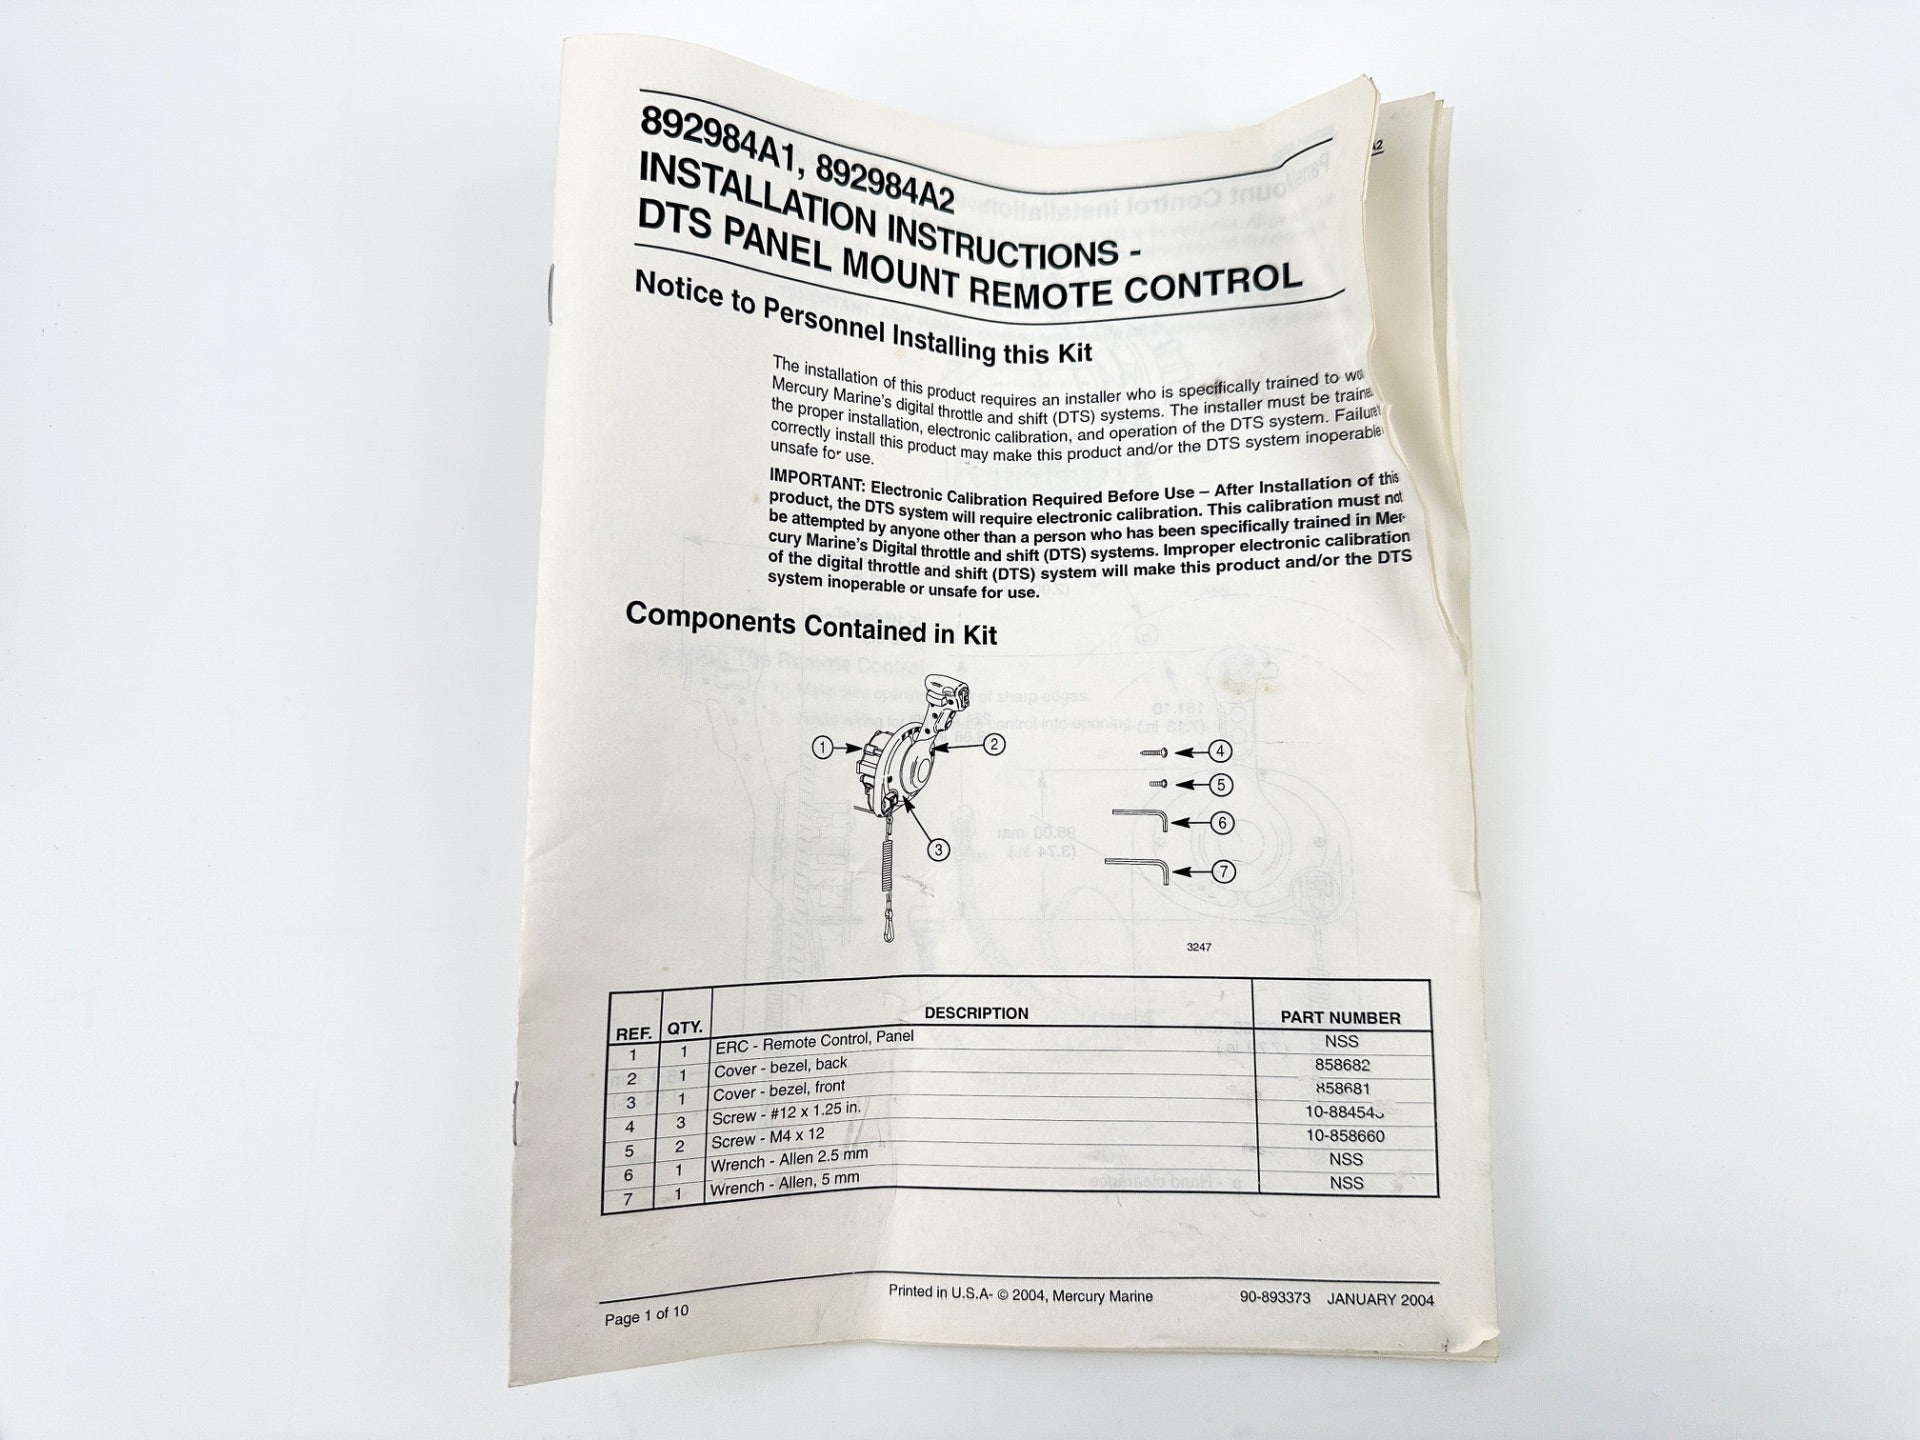 892984A1, 892984A2
INSTALLATION INSTRUCTIONS -
DTS PANEL MOUNT REMOTE CONTROL
Notice to Personnel Installing this Kit
The installation of this product requires an installer who is specifically trained to
Mercury Marine's digital throttle and shift (DTS) systems. The installer must be
the proper installation, electronic calibration, and operation of the DTS system. Failure
correctly install this product may make this product and/or the DTS system inoperable
unsafe for use.
IMPORTANT: Electronic Calibration Required Before Use – After Installation of this
product, the DTS system will require electronic calibration. This calibration must not
be attempted by anyone other than a person who has been specifically trained in Mer-
cury Marine's Digital throttle and shift (DTS) systems. Improper electronic calibration
of the digital throttle and shift (DTS) system will make this product and/or the DTS
system inoperable or unsafe for use.
Components Contained in Kit
1
2
3
4
5
6
7
3247
REF. QTY. DESCRIPTION PART NUMBER
1 1 ERC - Remote Control, Panel NSS
2 1 Cover - bezel, back 858682
3 1 Cover - bezel, front 858681
4 3 Screw - #12 x 1.25 in.
5 2 Screw - M4 x 12 10-858660
6 1 Wrench - Allen 2.5 mm NSS
7 1 Wrench - Allen, 5 mm NSS
Page 1 of 10
Printed in U.S.A- © 2004, Mercury Marine
90-893373 JANUARY 2004